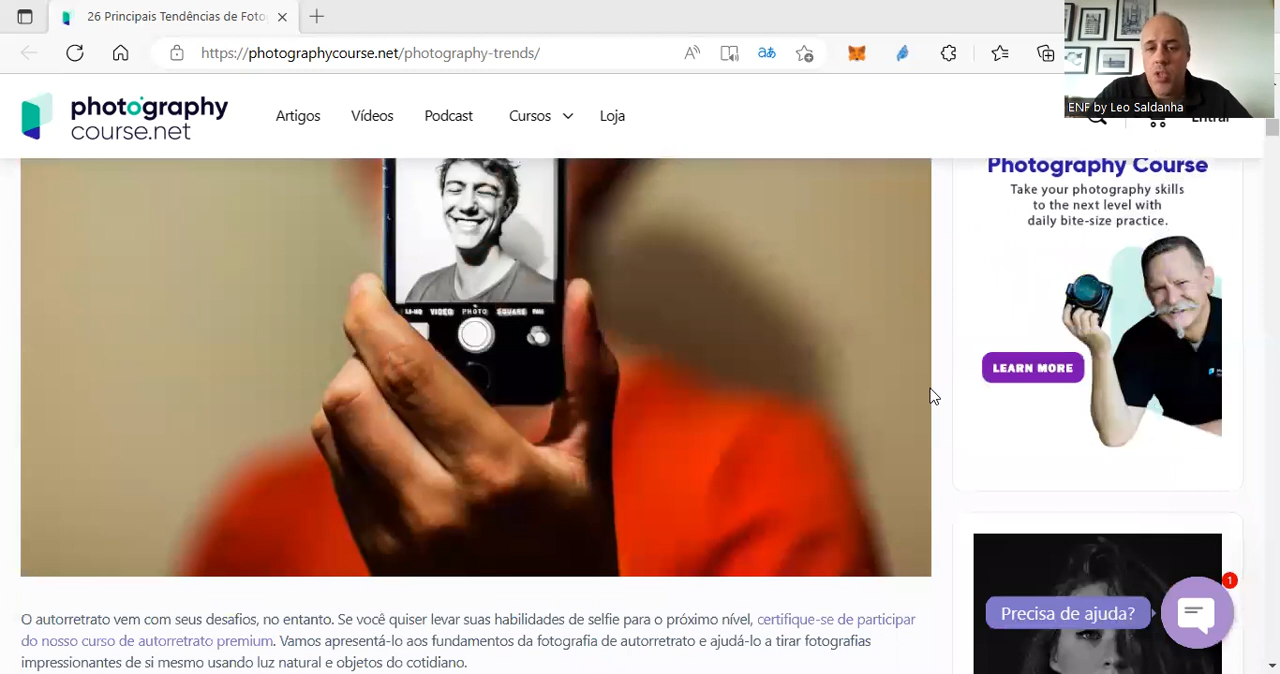 26 Principais Tendências de Foto
https://photographycourse.net/photography-trends/
ENF by Leo Saldanha
photography
course.net
Artigos
Vídeos
Podcast
Cursos
Loja
Entrar
Photography Course
Take your photography skills
to the next level with
daily bite-size practice.
LEARN MORE
VIDEO
PHOTO
SQUARE
1
Precisa de ajuda?
O autorretrato vem com seus desafios, no entanto. Se você quiser levar suas habilidades de selfie para o próximo nível, certifique-se de participar
do nosso curso de autorretrato premium. Vamos apresentá-lo aos fundamentos da fotografia de autorretrato e ajudá-lo a tirar fotografias
impressionantes de si mesmo usando luz natural e objetos do cotidiano.